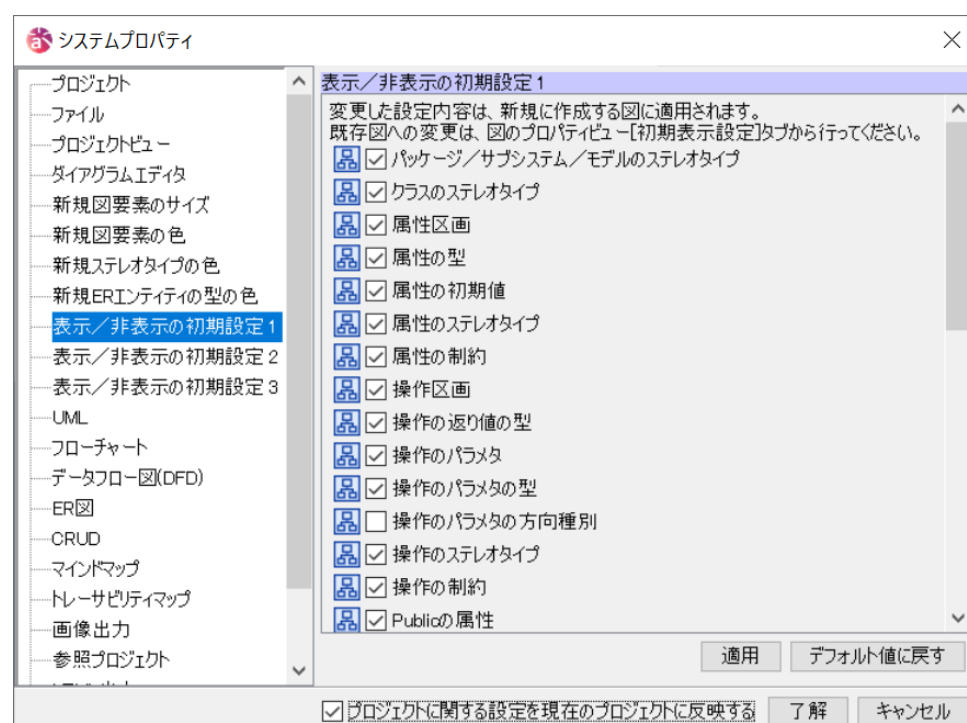 システムプロパティ
プロジェクト
ファイル
プロジェクトビュー
ダイアグラムエディタ
新規図要素のサイズ
新規図要素の色
新規ステレオタイプの色
新規ERエンティティの型の色
表示／非表示の初期設定1
表示／非表示の初期設定2
表示／非表示の初期設定3
UML
フローチャート
データフロー図(DFD)
ER図
CRUD
マインドマップ
トレーサビリティマップ
画像出力
参照プロジェクト
表示／非表示の初期設定1
変更した設定内容は、新規に作成する図に適用されます。
既存図への変更は、図のプロパティビュー[初期表示設定]タブから行ってください。
パッケージ／サブシステム／モデルのステレオタイプ
クラスのステレオタイプ
属性区画
属性の型
属性の初期値
属性のステレオタイプ
属性の制約
操作区画
操作の返り値の型
操作のパラメタ
操作のパラメタの型
操作のパラメタの方向種別
操作のステレオタイプ
操作の制約
Publicの属性
適用
デフォルト値に戻す
プロジェクトに関する設定を現在のプロジェクトに反映する
了解
キャンセル